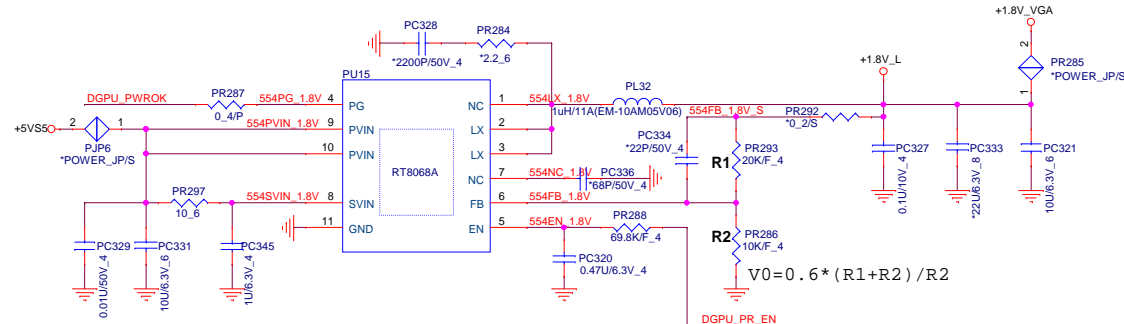 +1.8V_VGA
PC328
PR284
*2200P/50V_4
*2.2_6
+1.8V_L
2
PR285
*POWER_JP/S
1
PU15
DGPU_PWROK
PR287
0_4/P
554PG_1.8V
4
PG
NC
1
554LX_1.8V
PL32
1uH/11A(EM-10AM05V06)
554FB_1.8V_S
PR292
*0_2/S
+5VS5
2
1
PJP6
*POWER_JP/S
554PVIN_1.8V
9
PVIN
LX
2
10
PVIN
LX
3
RT8068A
PC334
*22P/50V_4
R1
PR293
20K/F_4
NC
7
554NC_1.8V
PC336
*68P/50V_4
PR297
10_6
554SVIN_1.8V
8
SVIN
FB
6
554FB_1.8V
11
GND
EN
5
554EN_1.8V
PR288
69.8K/F_4
R2
PR286
10K/F_4
PC327
0.1U/10V_4
PC333
*22U/6.3V_8
PC321
10U/6.3V_6
PC329
0.01U/50V_4
PC331
10U/6.3V_6
PC345
1U/6.3V_4
PC320
0.47U/6.3V_4
V0=0.6*(R1+R2)/R2
DGPU_PR_EN